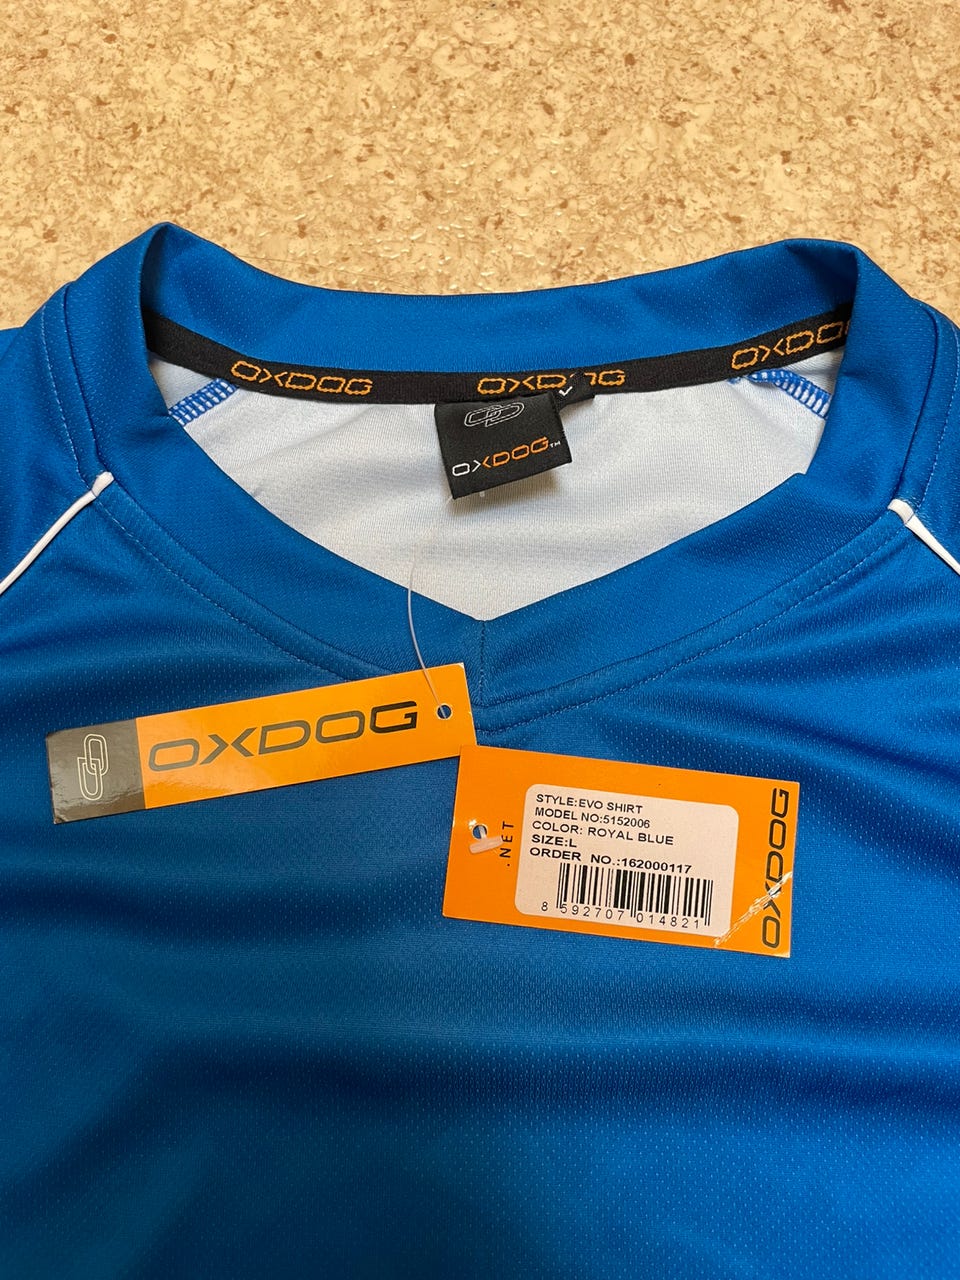 OXDOG
OXDOG
OXDOG
OXDOG™
OXDOG
.NET
STYLE:EVO SHIRT
MODEL NO:5152006
COLOR: ROYAL BLUE
SIZE:L
ORDER NO.:162000117
8 592707 014821
OXDOG